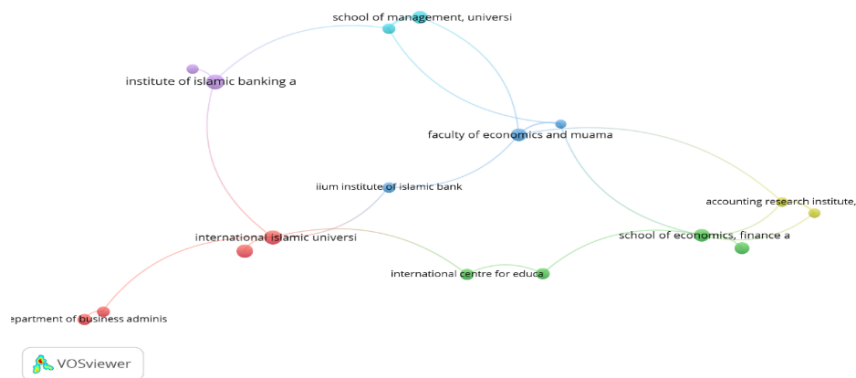 school of management, universi
institute of islamic banking a
faculty of economics and muama
iium institute of islamic bank
accounting research institute,
international islamic universi
school of economics, finance a
international centre for educa
epartment of business adminis
VOSviewer